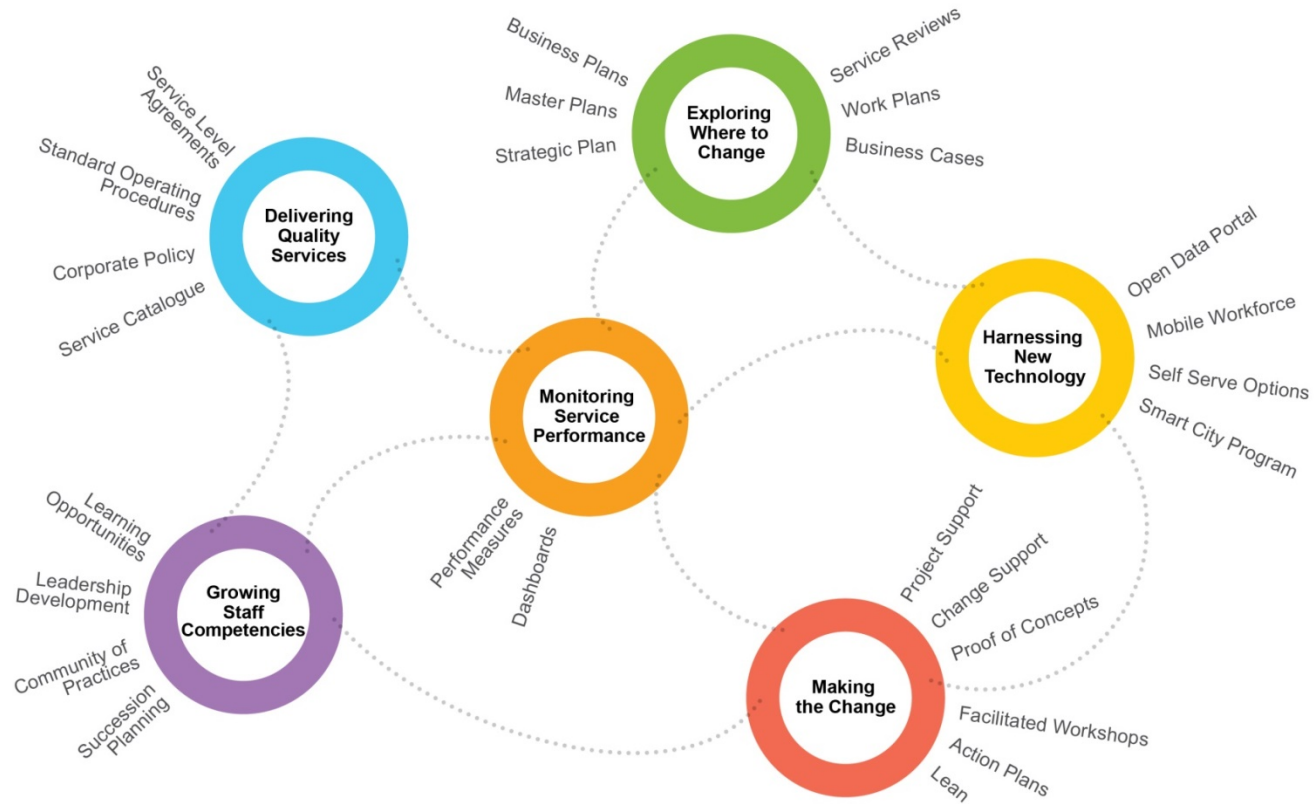 Business Plans
Master Plans
Strategic Plan
Exploring
Where to
Change
Service Reviews
Work Plans
Business Cases
Service Level
Agreements
Standard Operating
Procedures
Corporate Policy
Service Catalogue
Delivering
Quality
Services
Harnessing
New
Technology
Open Data Portal
Mobile Workforce
Self Serve Options
Smart City Program
Monitoring
Service
Performance
Performance
Measures
Dashboards
Learning
Opportunities
Leadership
Development
Community of
Practices
Succession
Planning
Growing
Staff
Competencies
Making
the Change
Project Support
Change Support
Proof of Concepts
Facilitated Workshops
Action Plans
Lean